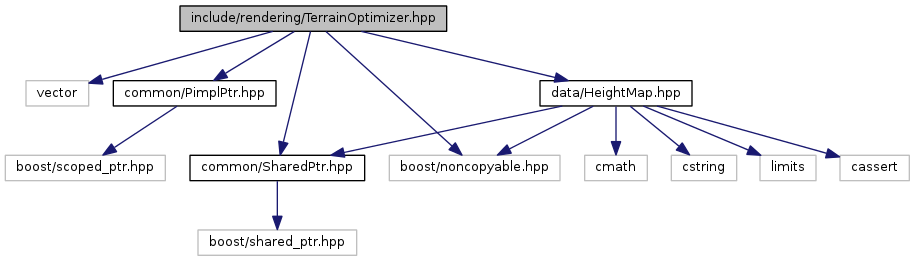 include/rendering/TerrainOptimizer.hpp
vector
common/PimplPtr.hpp
data/HeightMap.hpp
boost/scoped_ptr.hpp
common/SharedPtr.hpp
boost/noncopyable.hpp
cmath
cstring
limits
cassert
boost/shared_ptr.hpp